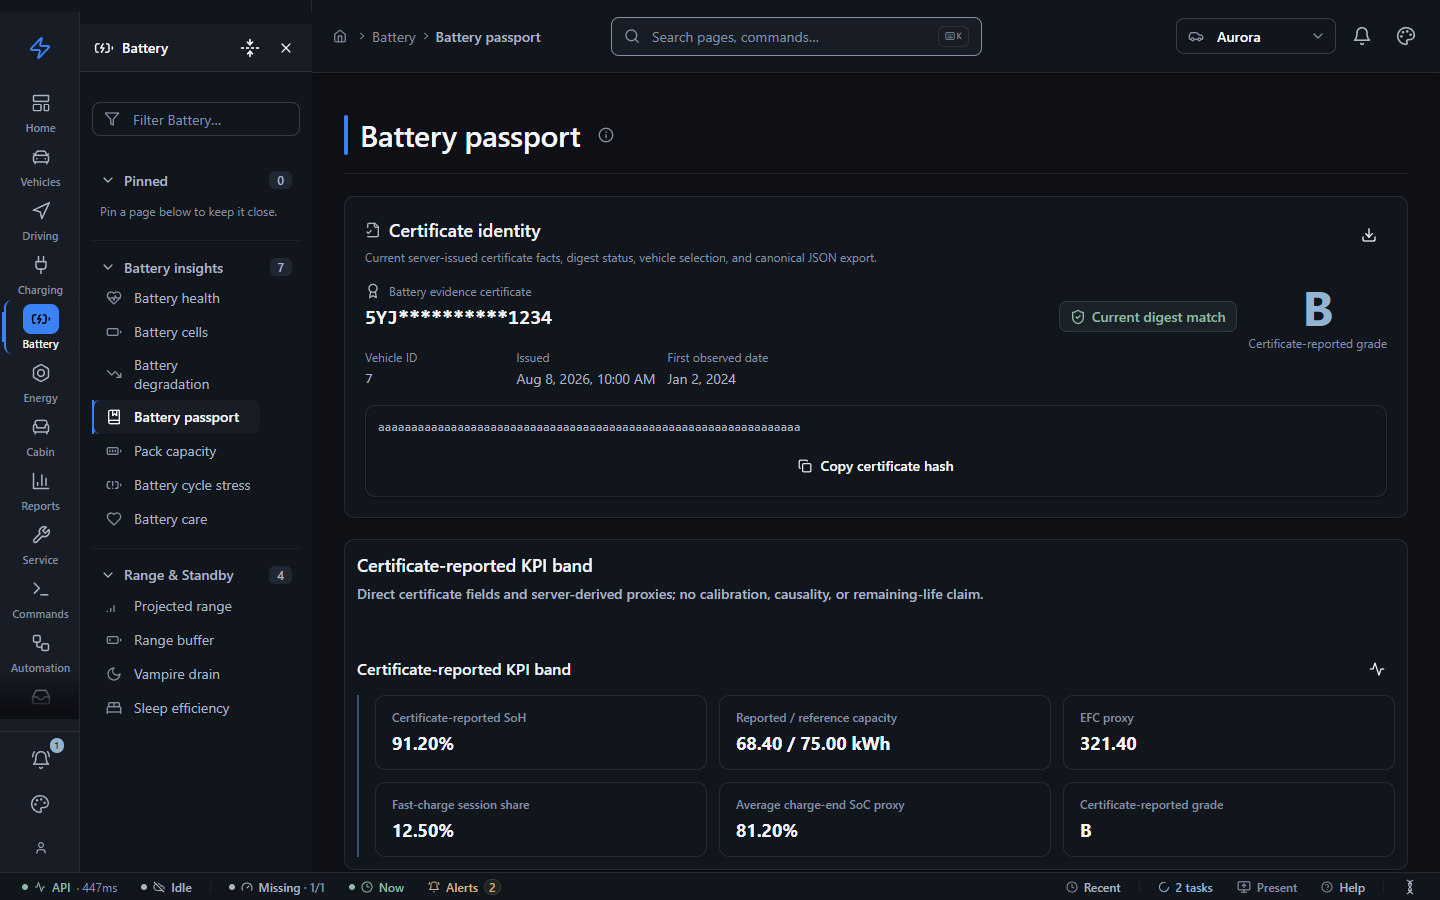 Battery
Battery
Battery passport
Search pages, commands...
K
Aurora
Home
Vehicles
Driving
Charging
Battery
Energy
Cabin
Reports
Service
Commands
Automation
1
Filter Battery...
Pinned
0
Pin a page below to keep it close.
Battery insights
7
Battery health
Battery cells
Battery
degradation
Battery passport
Pack capacity
Battery cycle stress
Battery care
Range & Standby
4
Projected range
Range buffer
Vampire drain
Sleep efficiency
Battery passport
Certificate identity
Current server-issued certificate facts, digest status, vehicle selection, and canonical JSON export.
Battery evidence certificate
5YJ**********1234
Current digest match
B
Certificate-reported grade
Vehicle ID
Issued
First observed date
7
Aug 8, 2026, 10:00 AM
Jan 2, 2024
aaaaaaaaaaaaaaaaaaaaaaaaaaaaaaaaaaaaaaaaaaaaaaaaaaaaaaaaaaaaaaaa
Copy certificate hash
Certificate-reported KPI band
Direct certificate fields and server-derived proxies; no calibration, causality, or remaining-life claim.
Certificate-reported KPI band
Certificate-reported SoH
91.20%
Reported / reference capacity
68.40 / 75.00 kWh
EFC proxy
321.40
Fast-charge session share
12.50%
Average charge-end SoC proxy
81.20%
Certificate-reported grade
B
API · 447ms
Idle
Missing · 1/1
Now
Alerts 2
Recent
2 tasks
Present
Help